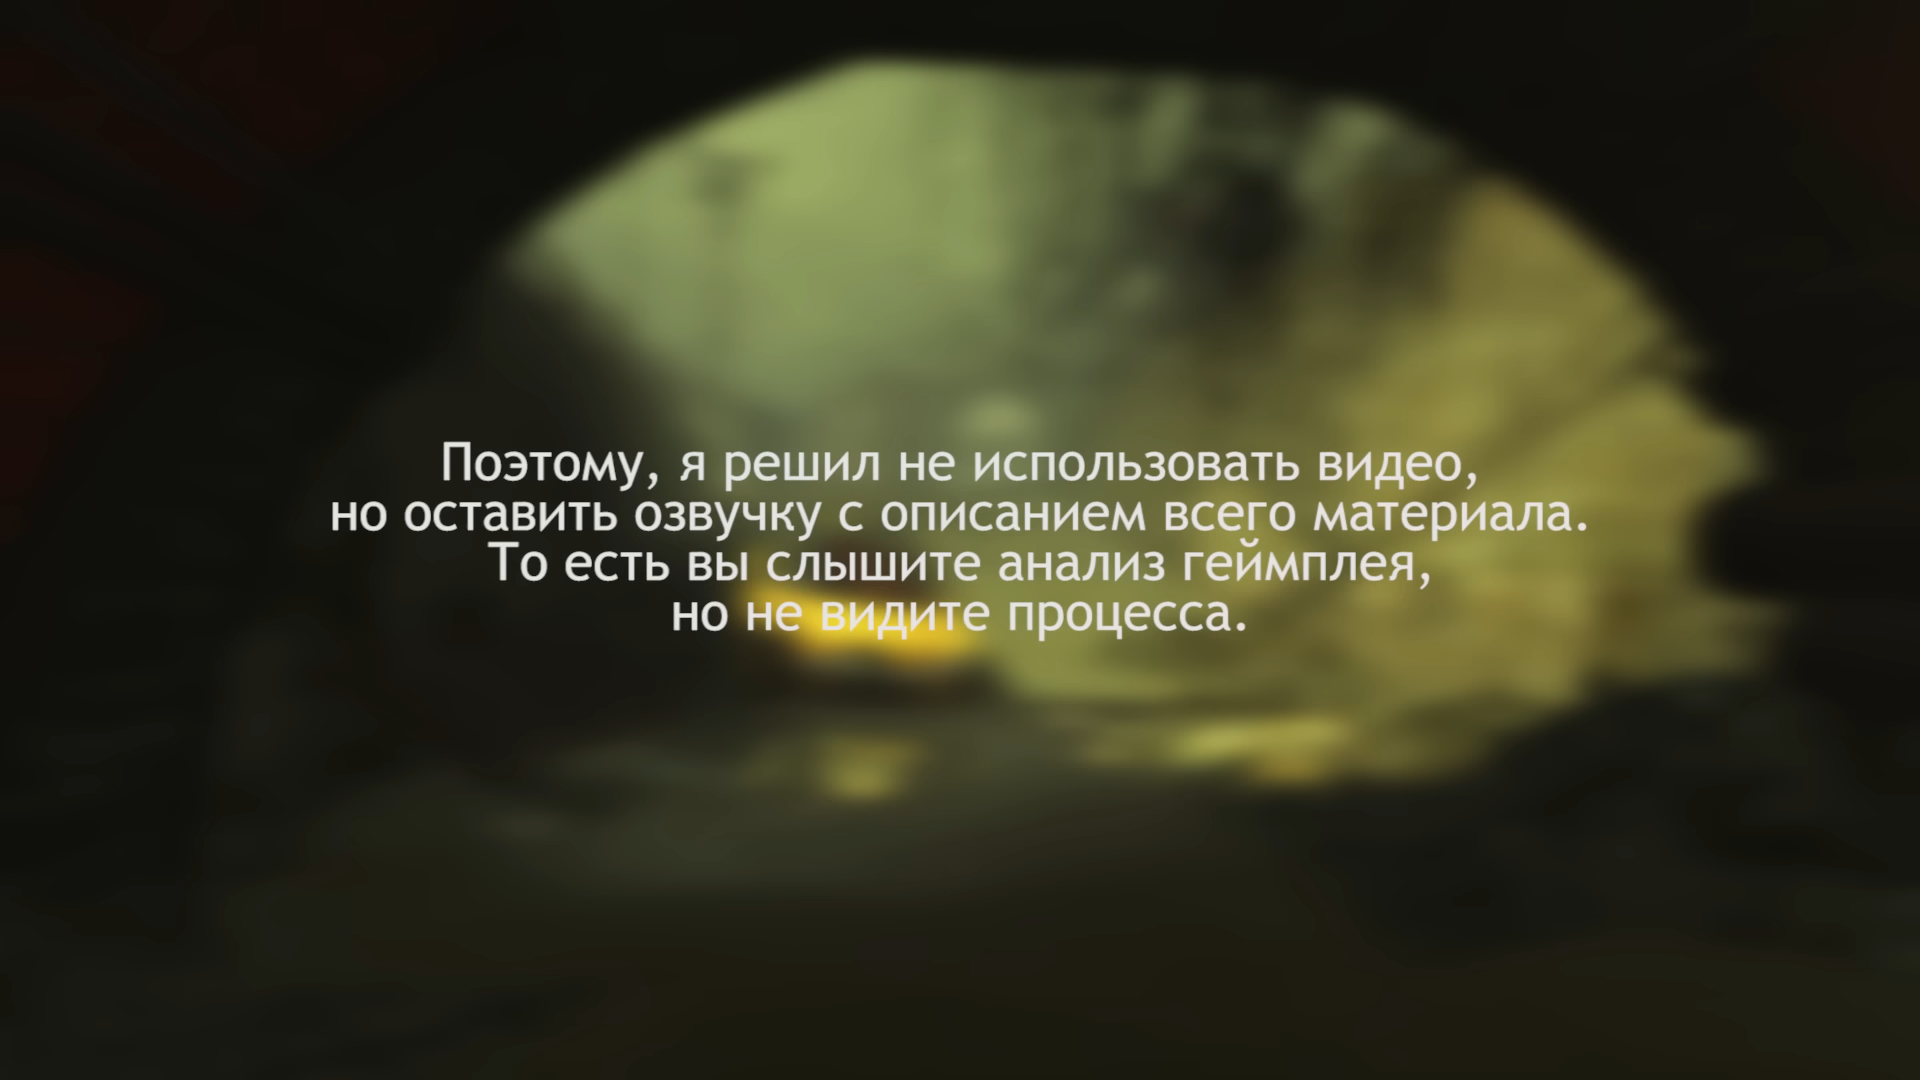 Поэтому, я решил не использовать видео,
но оставить озвучку с описанием всего материала.
То есть вы слышите анализ геймплея,
но не видите процесса.